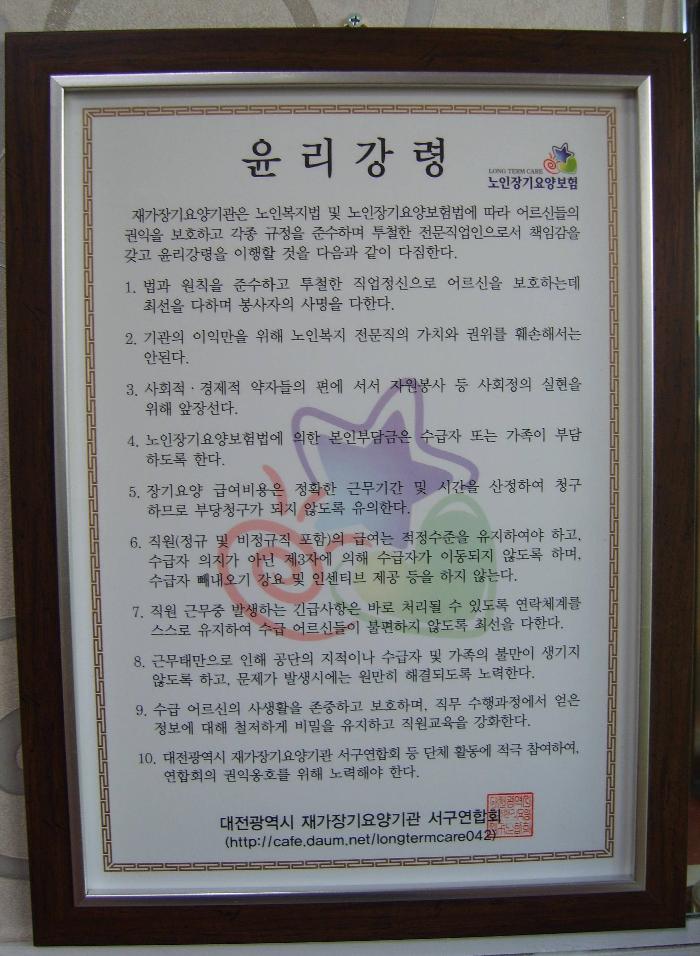 윤리강령
LONG TERM CARE
노인장기요양보험
재가장기요양기관은 노인복지법 및 노인장기요양보험법에 따라 어르신들의
권익을 보호하고 각종 규정을 준수하며 투철한 전문직업인으로서 책임감을
갖고 윤리강령을 이행할 것을 다음과 같이 다짐한다.
1. 법과 원칙을 준수하고 투철한 직업정신으로 어르신을 보호하는데
최선을 다하며 봉사자의 사명을 다한다.
2. 기관의 이익만을 위해 노인복지 전문직의 가치와 권위를 훼손해서는
안된다.
3. 사회적·경제적 약자들의 편에 서서 자원봉사 등 사회정의 실현을
위해 앞장선다.
4. 노인장기요양보험법에 의한 본인부담금은 수급자 또는 가족이 부담
하도록 한다.
5. 장기요양 급여비용은 정확한 근무기간 및 시간을 산정하여 청구
하므로 부당청구가 되지 않도록 유의한다.
6. 직원(정규 및 비정규직 포함)의 급여는 적정수준을 유지하여야 하고,
수급자 의지가 아닌 제3자에 의해 수급자가 이동되지 않도록 하며,
수급자 빼내오기 강요 및 인센티브 제공 등을 하지 않는다.
7. 직원 근무중 발생하는 긴급사항은 바로 처리될 수 있도록 연락체계를
스스로 유지하여 수급 어르신들이 불편하지 않도록 최선을 다한다.
8. 근무태만으로 인해 공단의 지적이나 수급자 및 가족의 불만이 생기지
않도록 하고, 문제가 발생시에는 원만히 해결되도록 노력한다.
9. 수급 어르신의 사생활을 존중하고 보호하며, 직무 수행과정에서 얻은
정보에 대해 철저하게 비밀을 유지하고 직원교육을 강화한다.
10. 대전광역시 재가장기요양기관 서구연합회 등 단체 활동에 적극 참여하여,
연합회의 권익옹호를 위해 노력해야 한다.
대전광역시 재가장기요양기관 서구연합회
(http://cafe.daum.net/longtermcare042)